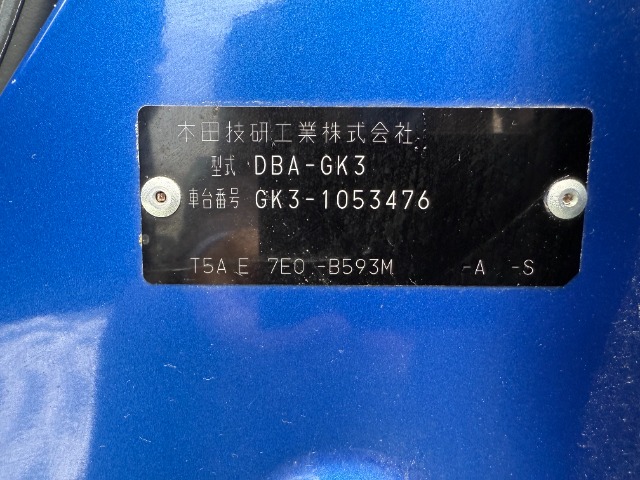 本田技研工業株式会社
型式 DBA-GK3
車台番号 GK3-1053476
T5A E 7E0 -B593M -A -S